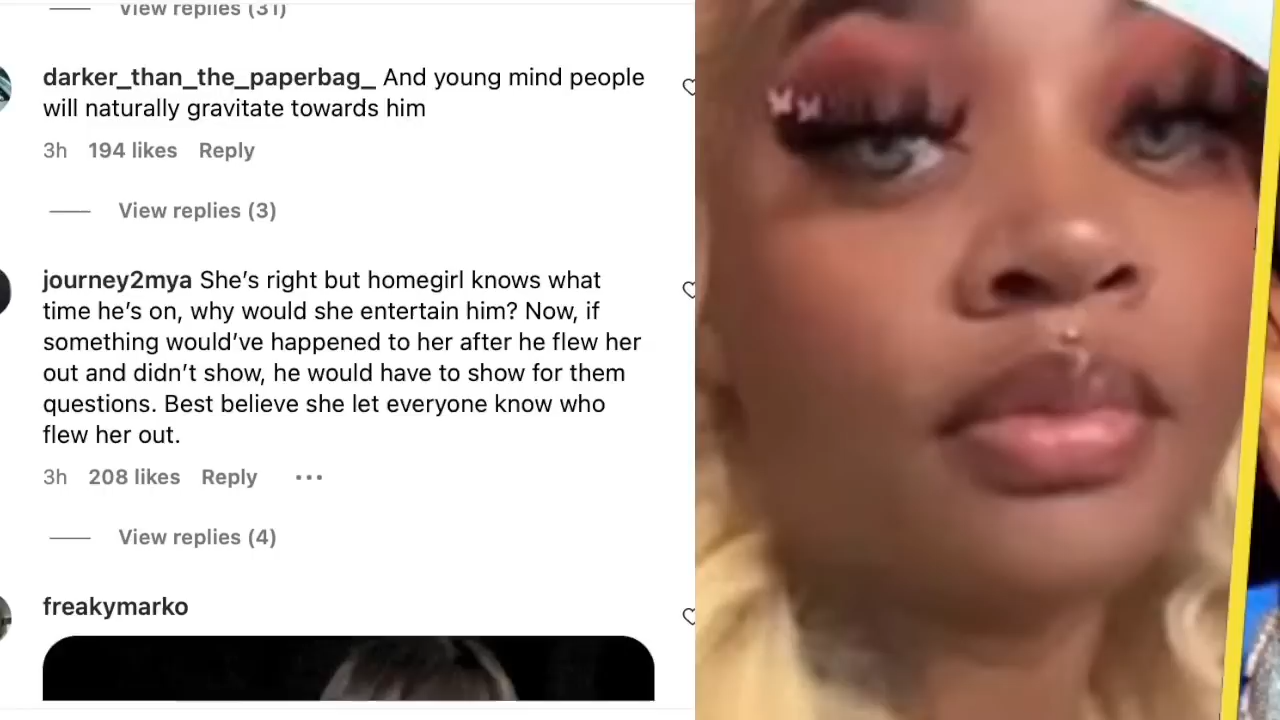 View replies (31)
darker_than_the_paperbag_ And young mind people
will naturally gravitate towards him
3h 194 likes Reply
View replies (3)
journey2mya She’s right but homegirl knows what
time he’s on, why would she entertain him? Now, if
something would’ve happened to her after he flew her
out and didn’t show, he would have to show for them
questions. Best believe she let everyone know who
flew her out.
3h 208 likes Reply
View replies (4)
freakymarko